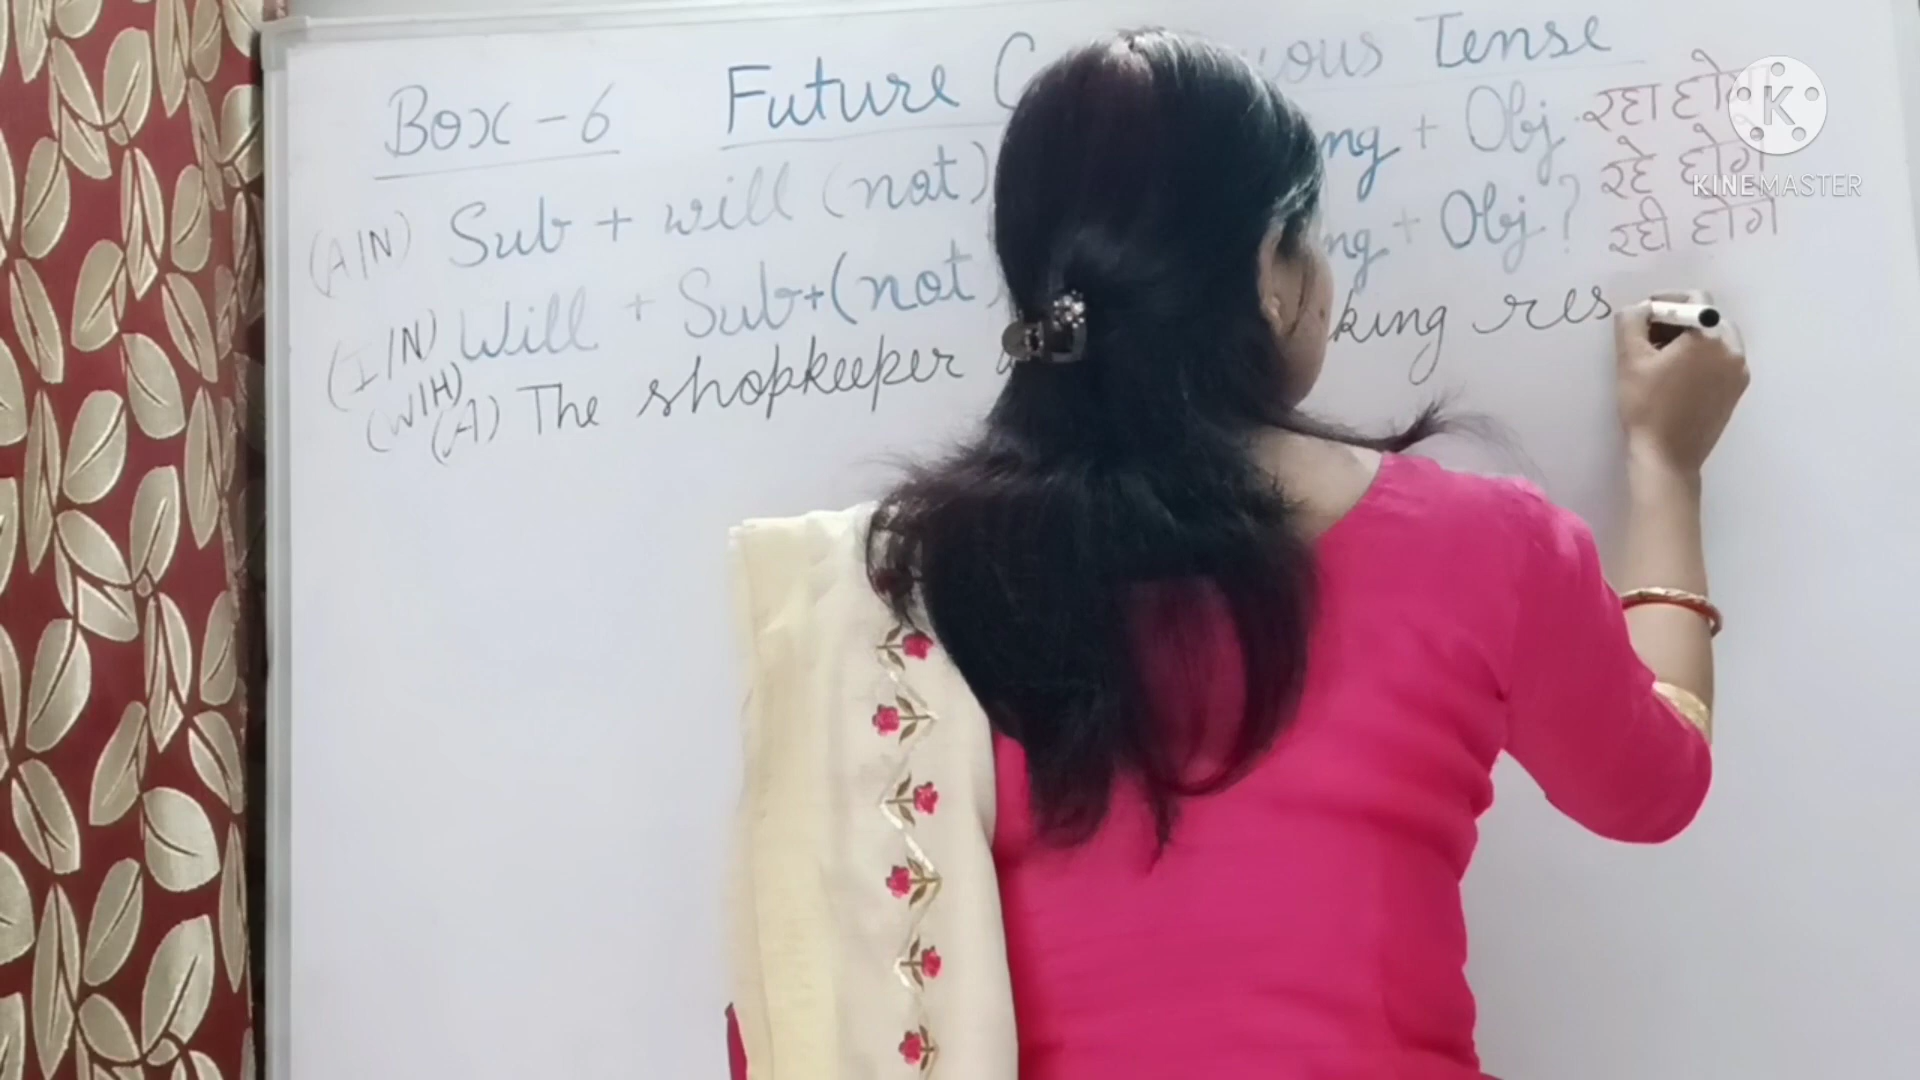 Box - 6 Future Tense
(A/N) Sub + will (not) ing + Obj. रहा होगा
रहे होंगे
(I/N) Will + Sub + (not) ing + Obj ? रही होगी
(W/H)
(A) The shopkeeper king res
KINEMASTER